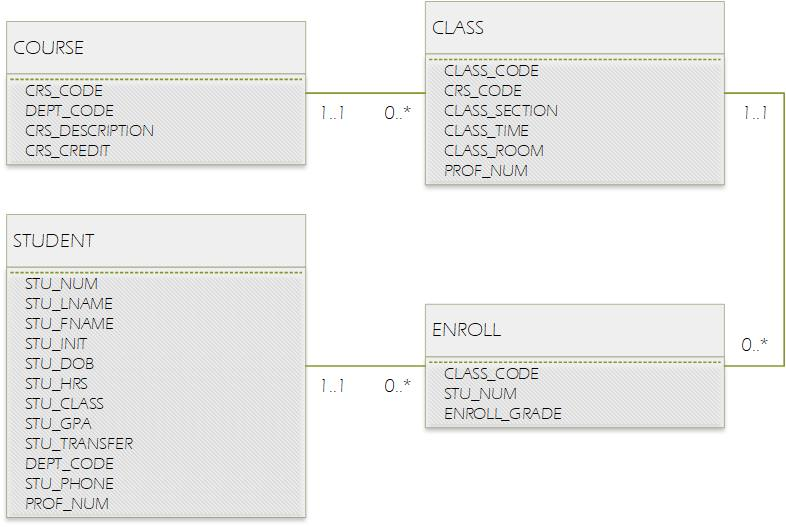 COURSE
CRS_CODE
DEPT_CODE
CRS_DESCRIPTION
CRS_CREDIT
1..1
0..*
CLASS
CLASS_CODE
CRS_CODE
CLASS_SECTION
CLASS_TIME
CLASS_ROOM
PROF_NUM
1..1
STUDENT
STU_NUM
STU_LNAME
STU_FNAME
STU_INIT
STU_DOB
STU_HRS
STU_CLASS
STU_GPA
STU_TRANSFER
DEPT_CODE
STU_PHONE
PROF_NUM
1..1
0..*
ENROLL
CLASS_CODE
STU_NUM
ENROLL_GRADE
0..*